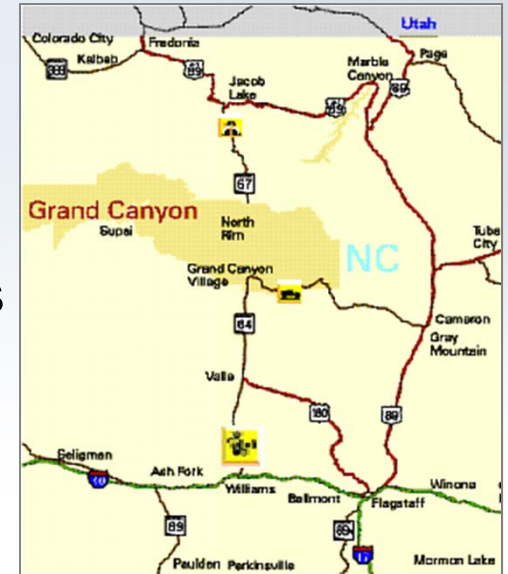 Utah
Colorado City
Fredonia
Page
Kaibab
389
89
Marble
Canyon
Jacob
Lake
89
89
67
Grand Canyon
North
Rim
Supai
Tuba
City
NC
Grand Canyon
Village
64
Cameron
Gray
Mountain
Valle
180
89
S
Seligman
Ash Fork
Winona
40
Williams
Bellmont
Flagstaff
89
89
17
Paulden
Perkinsville
Mormon Lake